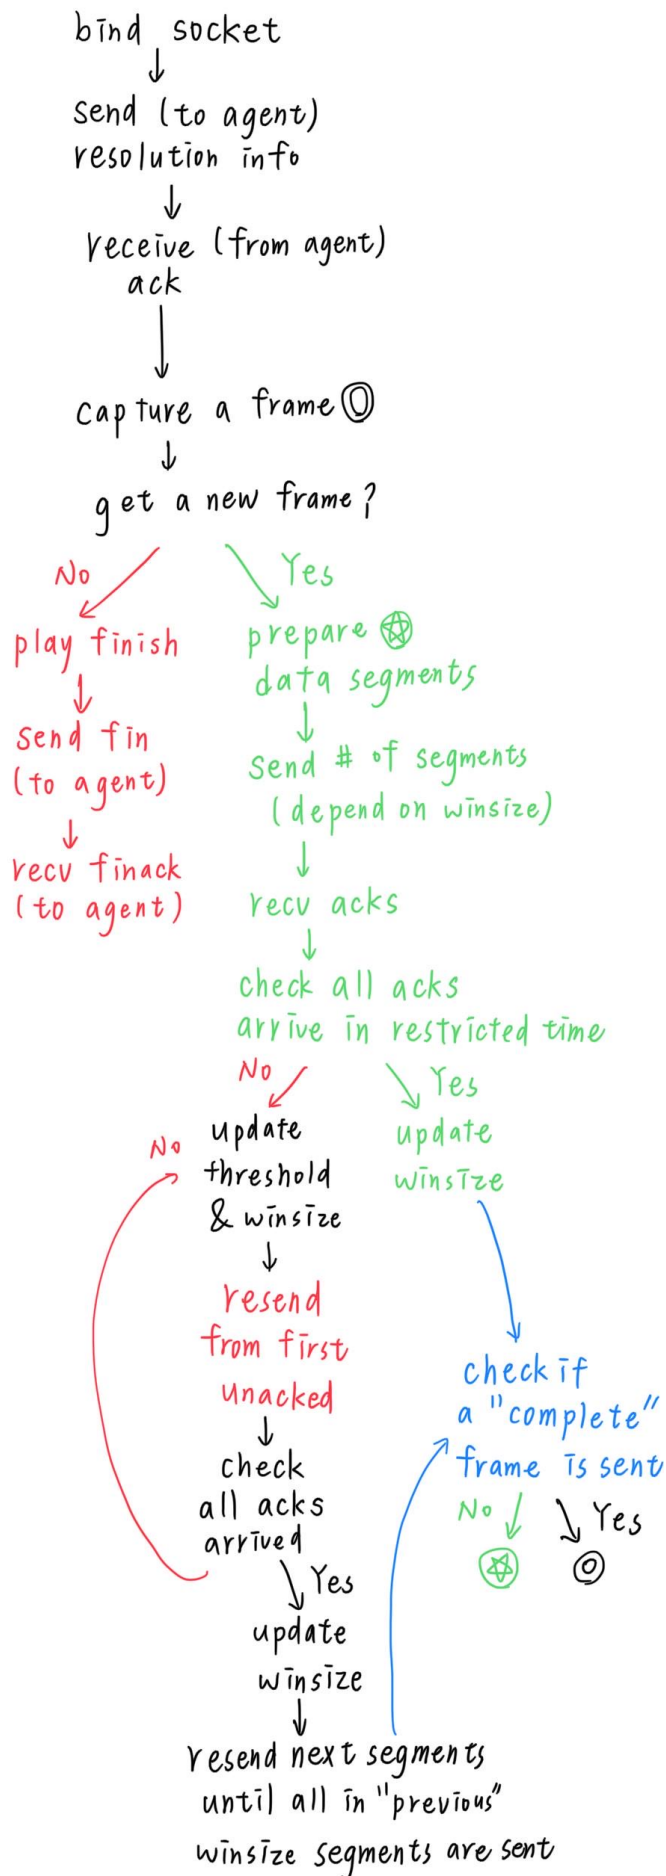 bind socket
send (to agent)
resolution info
receive (from agent)
ack
capture a frame
get a new frame?
No
Yes
play finish
send fin
(to agent)
recv finack
(to agent)
prepare
data segments
send # of segments
(depend on winsize)
recv acks
check all acks
arrive in restricted time
No
Yes
update
threshold
& winsize
No
update
winsize
resend
from first
unacked
check
all acks
arrived
Yes
update
winsize
resend next segments
until all in "previous"
winsize segments are sent
check if
a "complete"
frame is sent
No
Yes